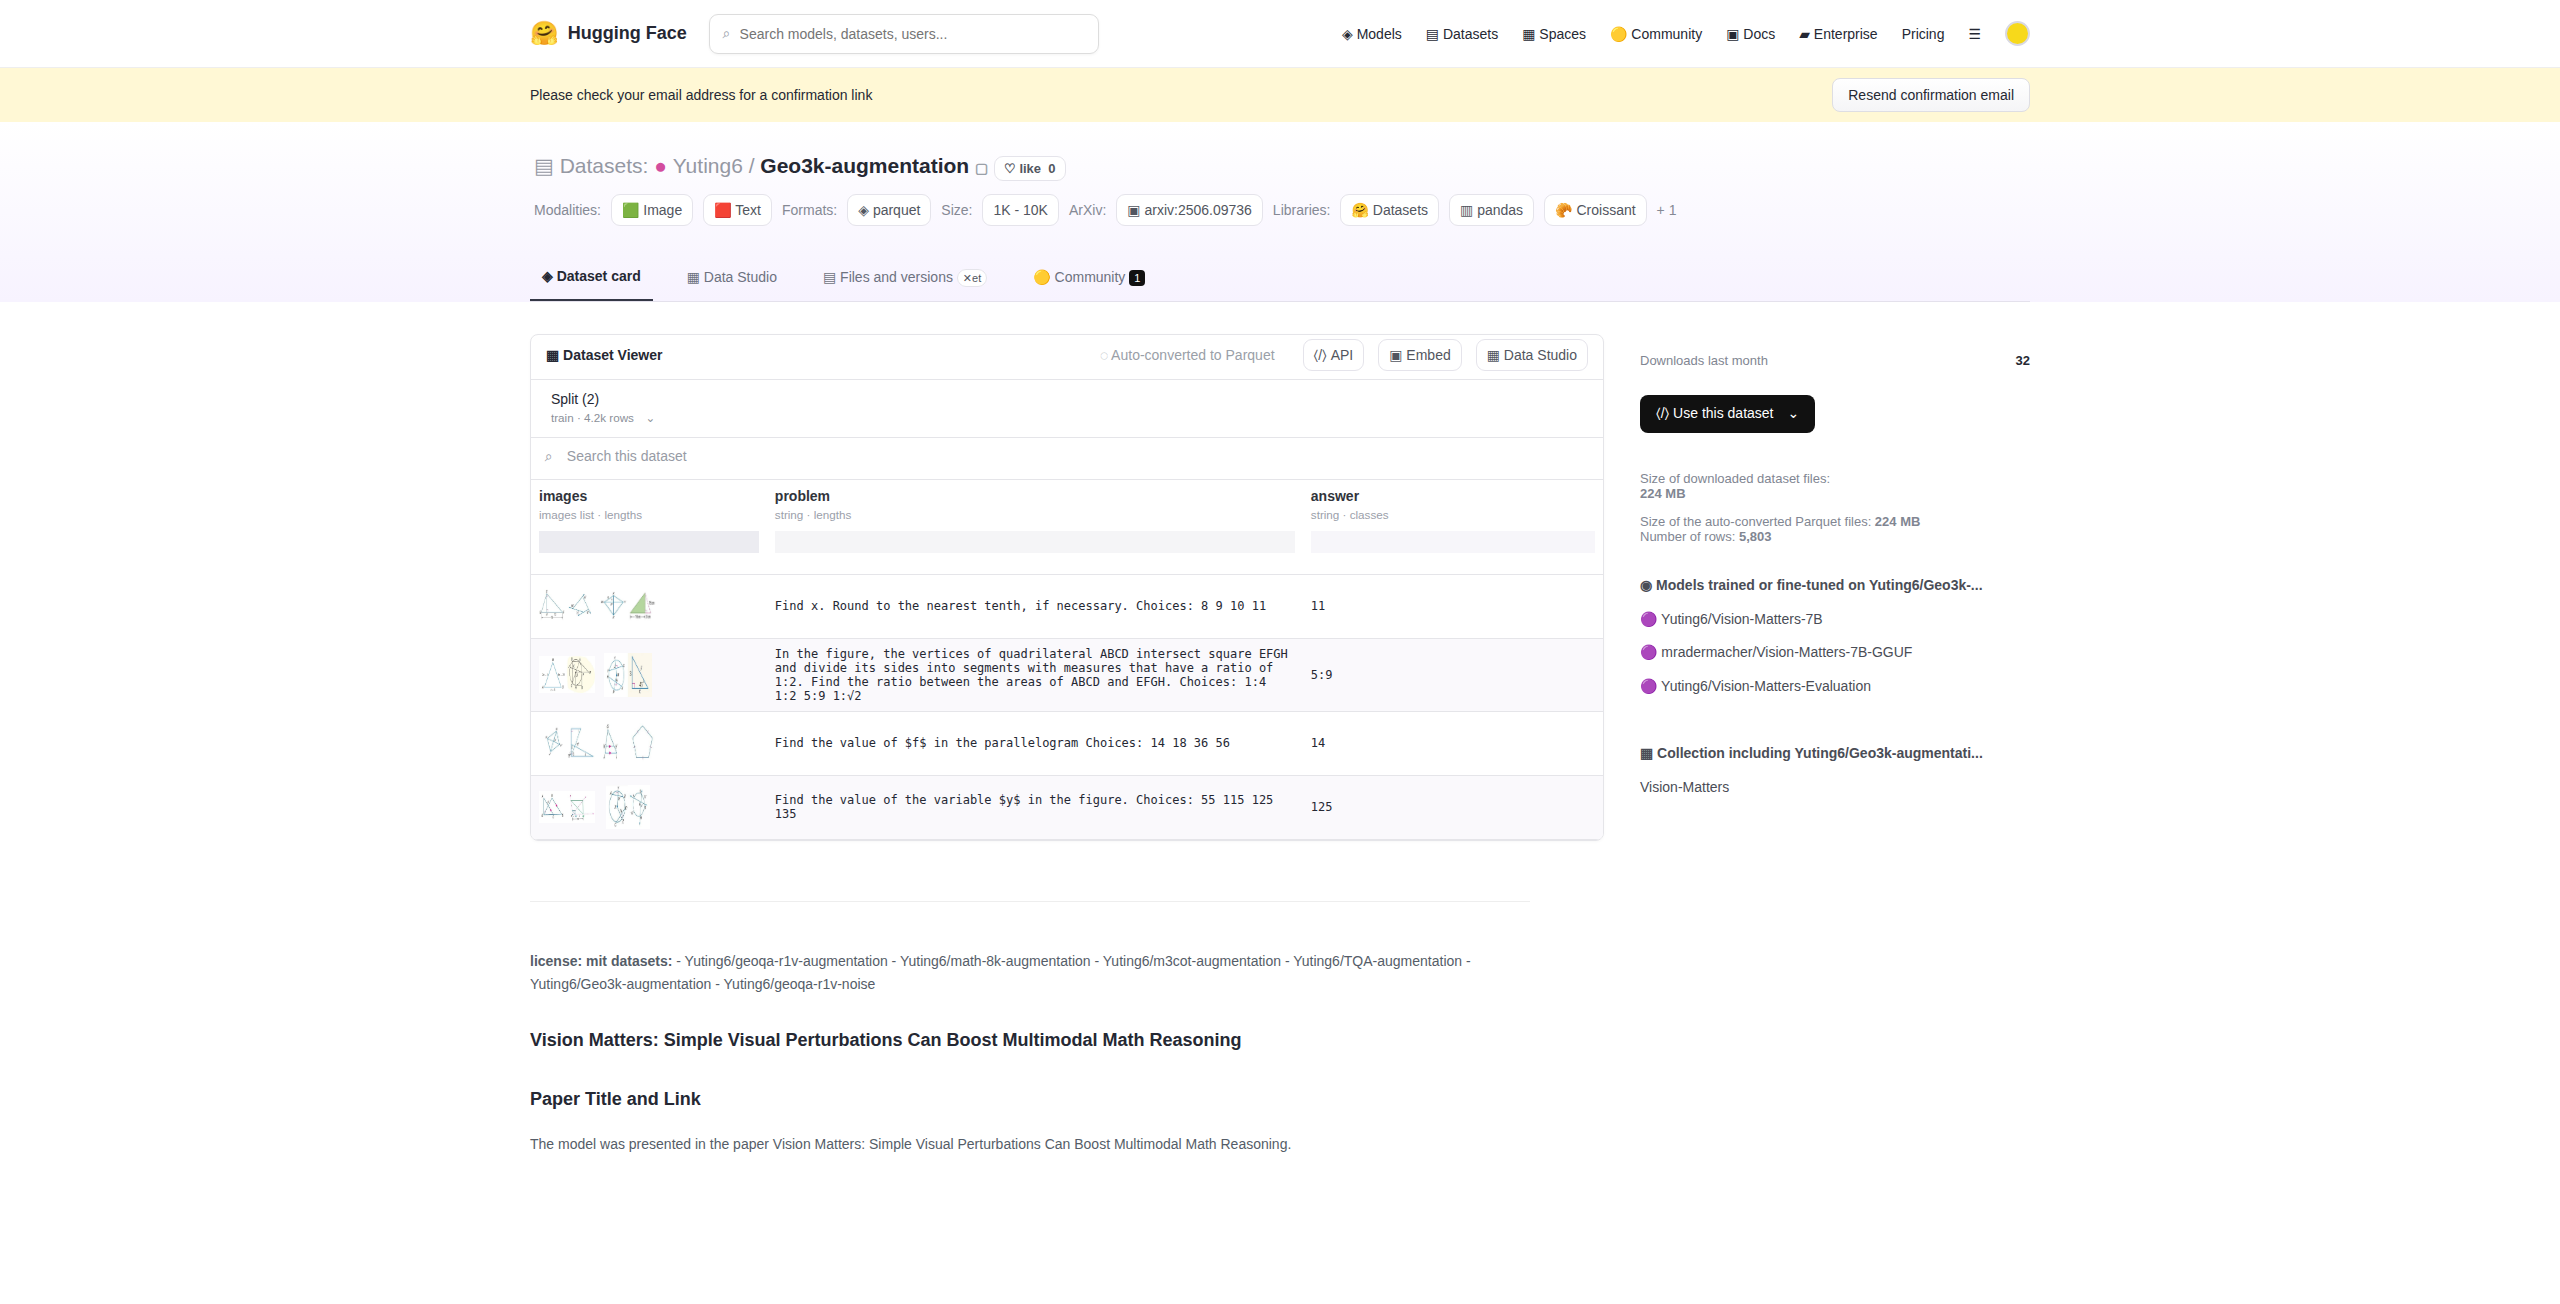 🤗 Hugging Face
Search models, datasets, users...
Models Datasets Spaces Community Docs Enterprise Pricing
Please check your email address for a confirmation link
Resend confirmation email
Datasets: Yuting6 / Geo3k-augmentation like 0
Modalities: Image Text Formats: parquet Size: 1K - 10K ArXiv: arxiv:2506.09736 Libraries: Datasets pandas Croissant + 1
Dataset card Data Studio Files and versions ✕et Community 1
Dataset Viewer Auto-converted to Parquet API Embed Data Studio
Split (2)
train · 4.2k rows
Search this dataset
images problem answer
images list · lengths string · lengths string · classes
Find x. Round to the nearest tenth, if necessary. Choices: 8 9 10 11 11
In the figure, the vertices of quadrilateral ABCD intersect square EFGH
and divide its sides into segments with measures that have a ratio of
1:2. Find the ratio between the areas of ABCD and EFGH. Choices: 1:4
1:2 5:9 1:√2
5:9
Find the value of $f$ in the parallelogram Choices: 14 18 36 56 14
Find the value of the variable $y$ in the figure. Choices: 55 115 125
135
125
Downloads last month 32
Use this dataset
Size of downloaded dataset files:
224 MB
Size of the auto-converted Parquet files: 224 MB
Number of rows: 5,803
Models trained or fine-tuned on Yuting6/Geo3k-...
Yuting6/Vision-Matters-7B
mradermacher/Vision-Matters-7B-GGUF
Yuting6/Vision-Matters-Evaluation
Collection including Yuting6/Geo3k-augmentati...
Vision-Matters
license: mit datasets: - Yuting6/geoqa-r1v-augmentation - Yuting6/math-8k-augmentation - Yuting6/m3cot-augmentation - Yuting6/TQA-augmentation -
Yuting6/Geo3k-augmentation - Yuting6/geoqa-r1v-noise
Vision Matters: Simple Visual Perturbations Can Boost Multimodal Math Reasoning
Paper Title and Link
The model was presented in the paper Vision Matters: Simple Visual Perturbations Can Boost Multimodal Math Reasoning.